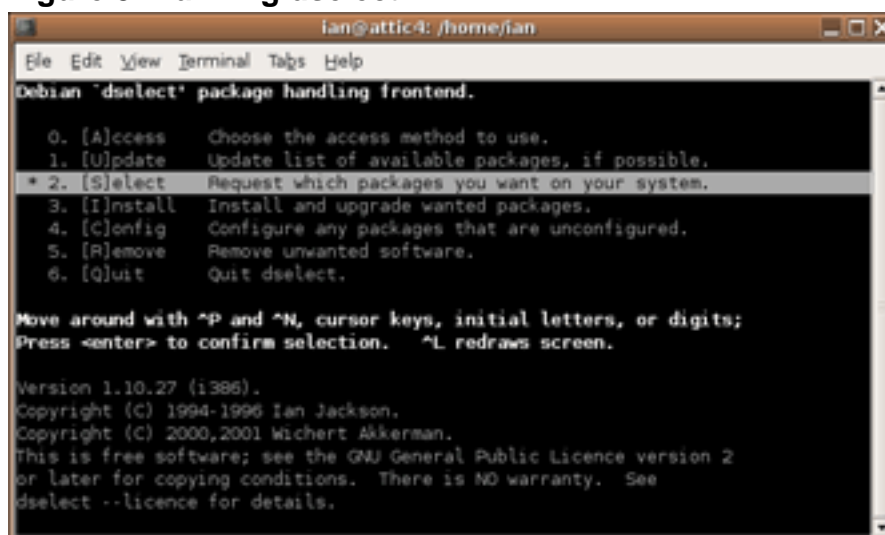 ian@attic4: /home/ian
File Edit View Terminal Tabs Help
Debian `dselect' package handling frontend.
0. [A]ccess Choose the access method to use.
1. [U]pdate Update list of available packages, if possible.
* 2. [S]elect Request which packages you want on your system.
3. [I]nstall Install and upgrade wanted packages.
4. [C]onfig Configure any packages that are unconfigured.
5. [R]emove Remove unwanted software.
6. [Q]uit Quit dselect.
Move around with ^P and ^N, cursor keys, initial letters, or digits;
Press <enter> to confirm selection. ^L redraws screen.
Version 1.10.27 (i386).
Copyright (C) 1994-1996 Ian Jackson.
Copyright (C) 2000,2001 Wichert Akkerman.
This is free software; see the GNU General Public Licence version 2
or later for copying conditions. There is NO warranty. See
dselect --licence for details.